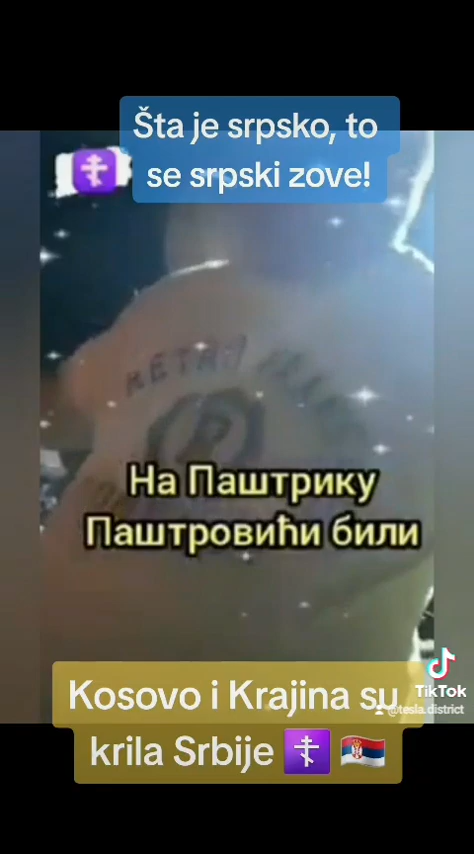 Šta je srpsko, to
se srpski zove!
На Паштрику
Паштровићи били
TikTok
@tesla.district
Kosovo i Krajina su
krila Srbije ☦️ 🇷🇸